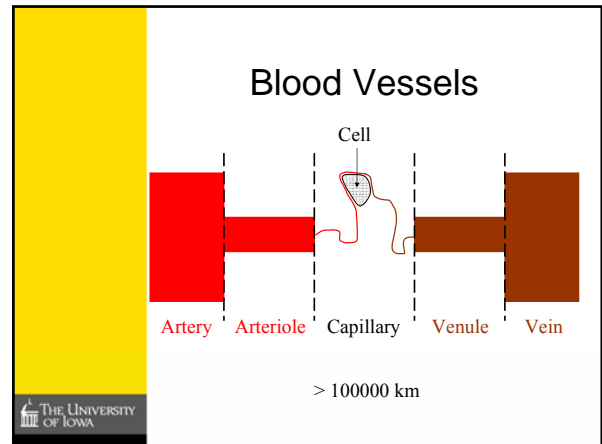 Blood Vessels
Cell
Artery Arteriole Capillary Venule Vein
> 100000 km
THE UNIVERSITY
OF IOWA